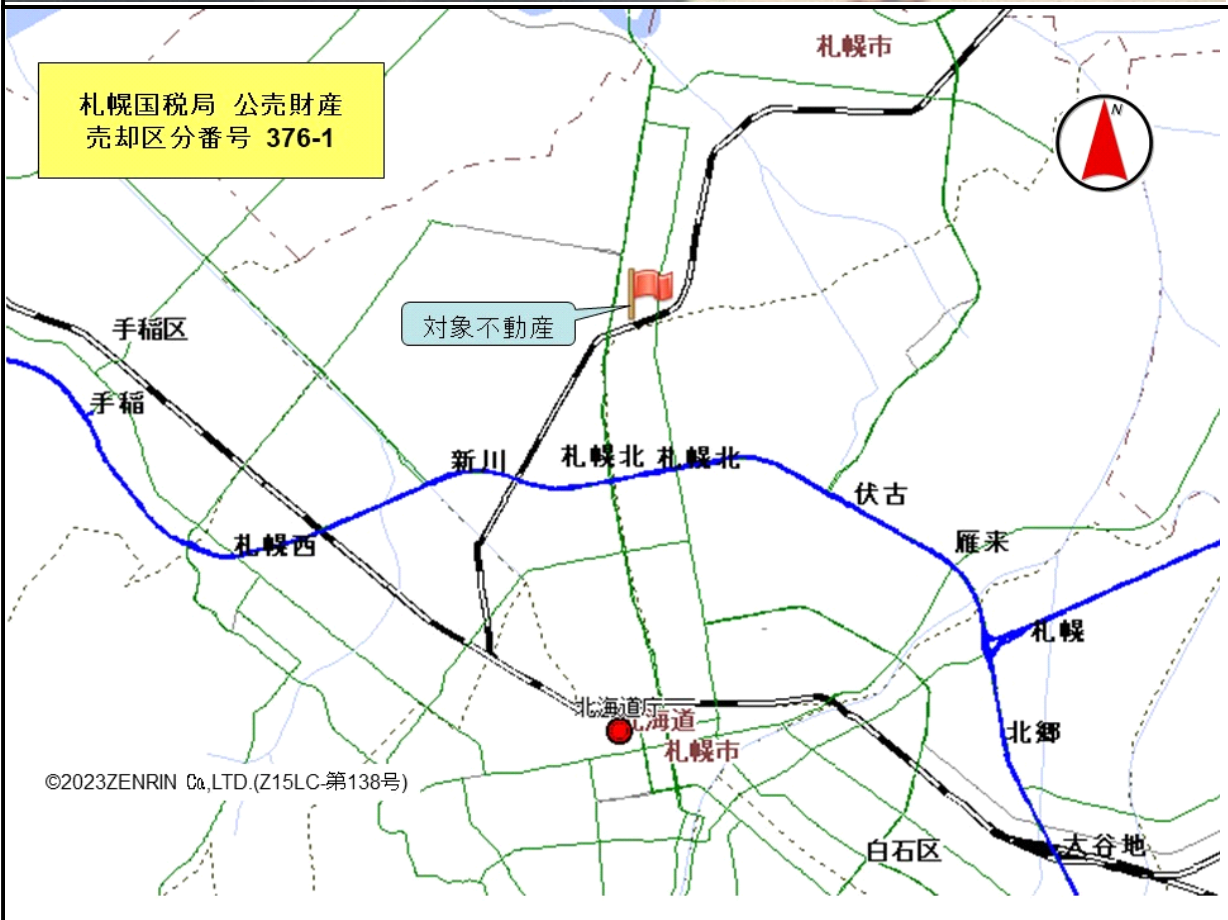 札幌市
札幌国税局 公売財産
売却区分番号 376-1
N
対象不動産
手稲区
手稲
新川
札幌北
札幌北
伏古
札幌西
雁来
札幌
北海道庁
北海道
札幌市
北郷
©2023ZENRIN Co,LTD.(Z15LC-第138号)
白石区
大谷地